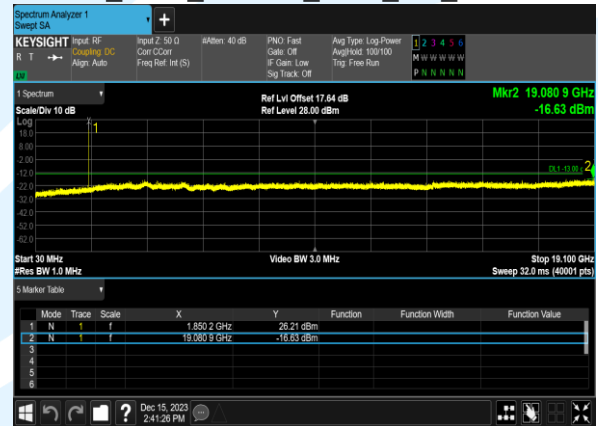 Spectrum Analyzer 1
Swept SA
KEYSIGHT
R T
LV
Input: RF
Coupling: DC
Align: Auto
Input Z: 50 Ω
Corr CCorr
Freq Ref: Int (S)
#Atten: 40 dB
PNO: Fast
Gate: Off
IF Gain: Low
Sig Track: Off
Avg Type: Log-Power
Avg|Hold: 100/100
Trig: Free Run
1 2 3 4 5 6
M W W W W W
P N N N N N
1 Spectrum
Scale/Div 10 dB
Ref Lvl Offset 17.64 dB
Ref Level 28.00 dBm
Mkr2 19.080 9 GHz
-16.63 dBm
Log
18.0
8.00
-2.00
-12.0
-22.0
-32.0
-42.0
-52.0
-62.0
1
DL1 -13.00
2
Start 30 MHz
#Res BW 1.0 MHz
Video BW 3.0 MHz
Stop 19.100 GHz
Sweep 32.0 ms (40001 pts)
5 Marker Table
Mode Trace Scale X Y Function Function Width Function Value
1 N 1 f 1.850 2 GHz 26.21 dBm
2 N 1 f 19.080 9 GHz -16.63 dBm
3
4
5
6
?
Dec 15, 2023
2:41:26 PM